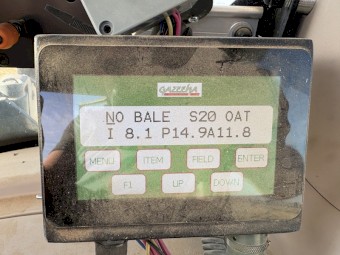 GAZEEKA
NO BALE S20 OAT
I 8.1 P14.9A11.8
MENU ITEM FIELD ENTER
F1 UP DOWN